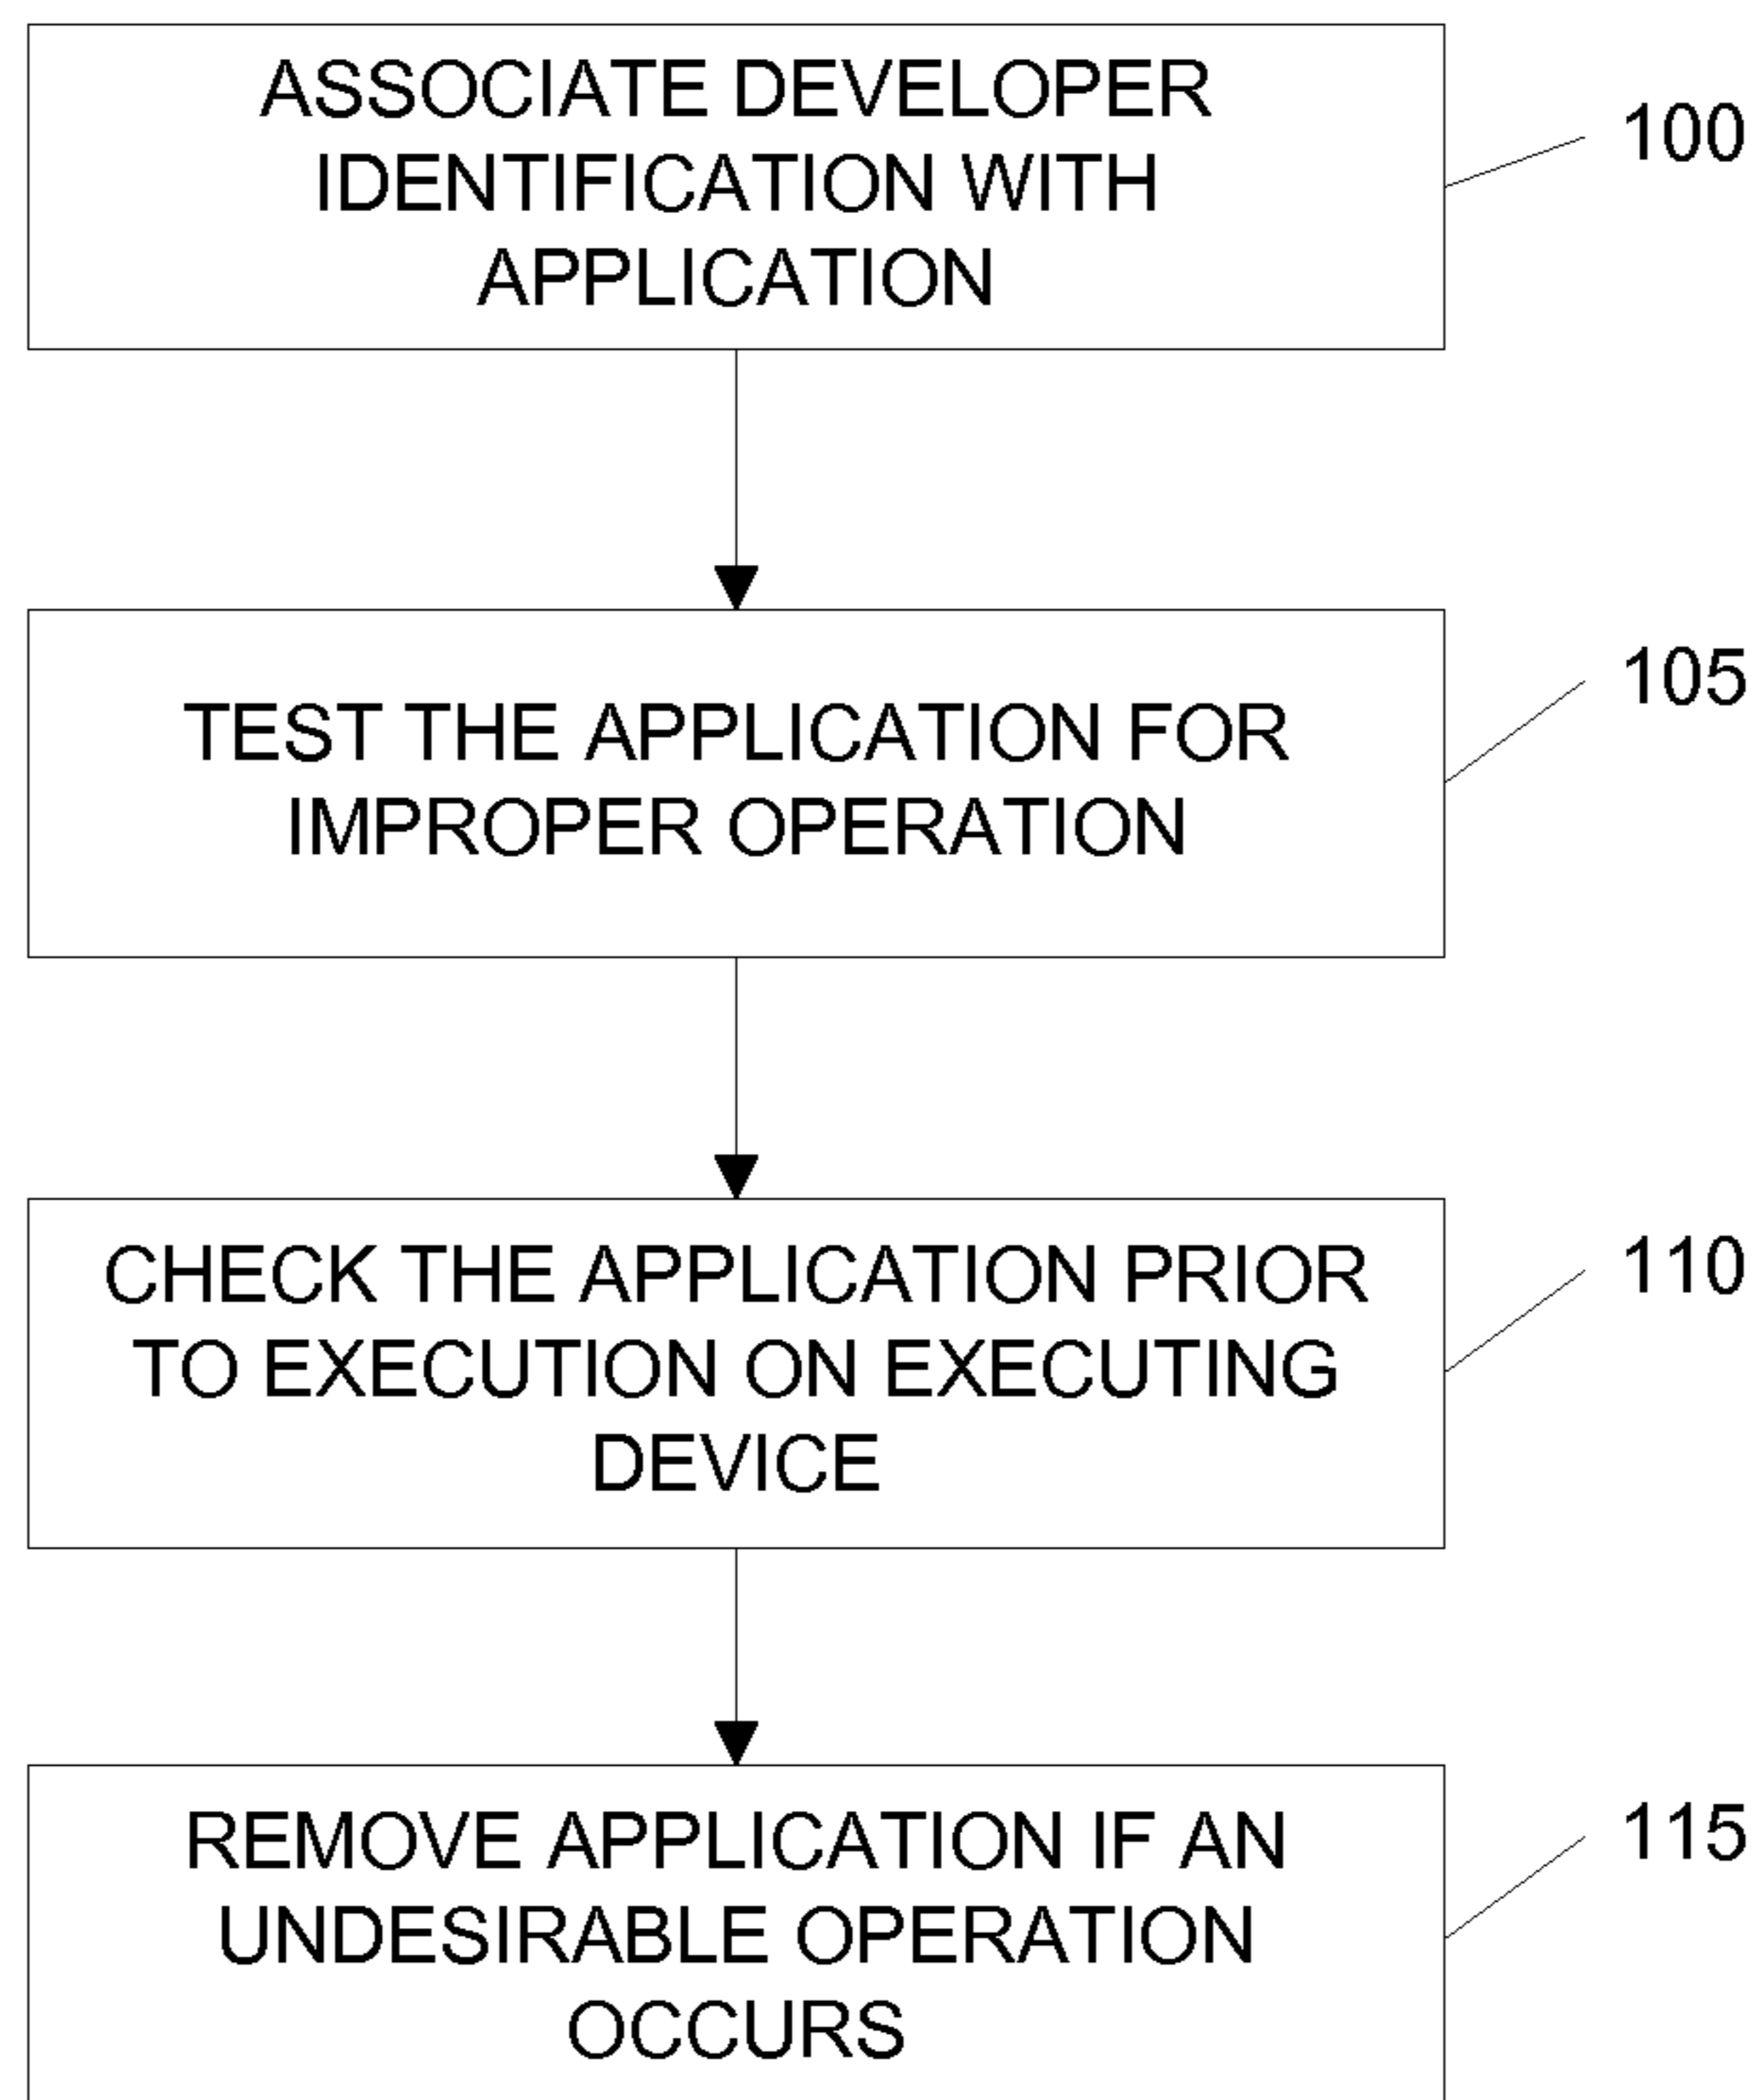 ASSOCIATE DEVELOPER
IDENTIFICATION WITH
APPLICATION
100
TEST THE APPLICATION FOR
IMPROPER OPERATION
105
CHECK THE APPLICATION PRIOR
TO EXECUTION ON EXECUTING
DEVICE
110
REMOVE APPLICATION IF AN
UNDESIRABLE OPERATION
OCCURS
115